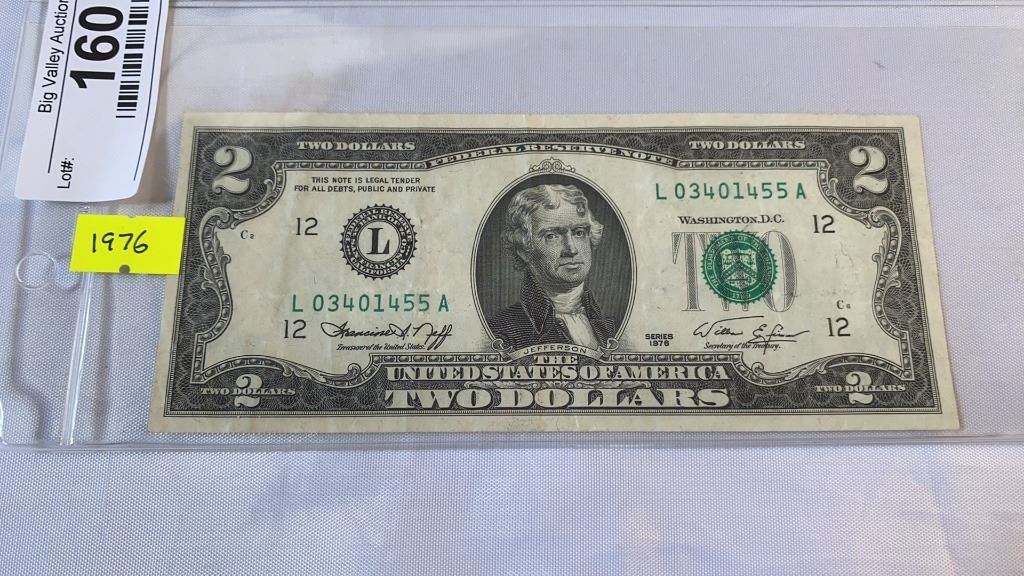 Big Valley Auction
Lot#:
160
1976
2
TWO DOLLARS
FEDERAL RESERVE NOTE
TWO DOLLARS
2
THIS NOTE IS LEGAL TENDER
FOR ALL DEBTS, PUBLIC AND PRIVATE
L 03401455 A
WASHINGTON, D.C.
12
L
12
TWO
L 03401455 A
12
Treasurer of the United States.
SERIES
1976
Secretary of the Treasury.
12
JEFFERSON
THE
UNITED STATES OF AMERICA
TWO DOLLARS
2
TWO DOLLARS
2
TWO DOLLARS